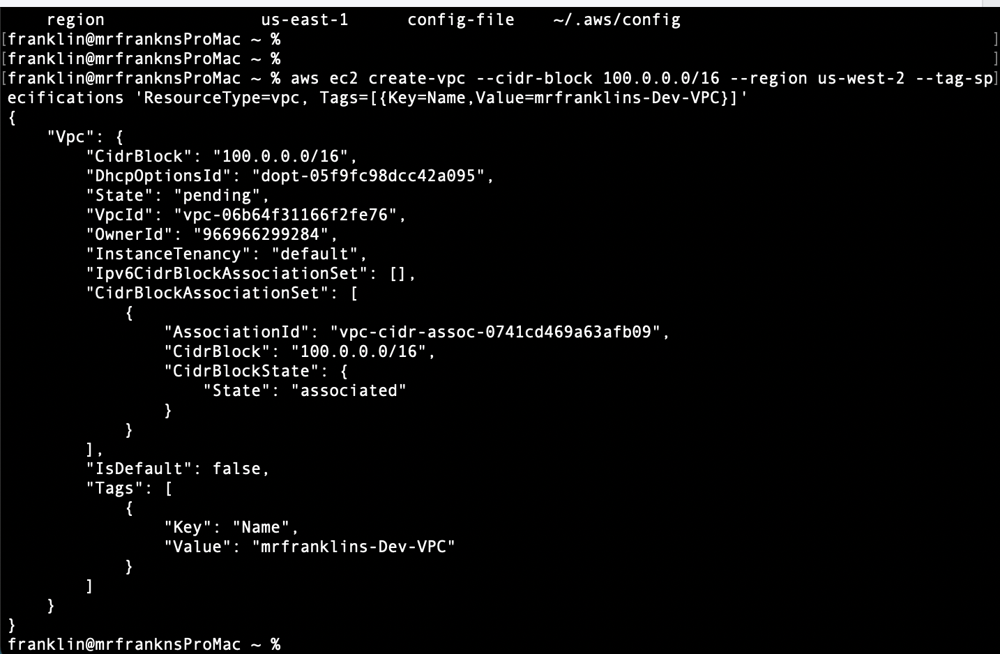 region                us-east-1      config-file    ~/.aws/config
[franklin@mrfranknsProMac ~ %                                                                         ]
[franklin@mrfranknsProMac ~ %                                                                         ]
[franklin@mrfranknsProMac ~ % aws ec2 create-vpc --cidr-block 100.0.0.0/16 --region us-west-2 --tag-sp]
ecifications 'ResourceType=vpc, Tags=[{Key=Name,Value=mrfranklins-Dev-VPC}]'
{
    "Vpc": {
        "CidrBlock": "100.0.0.0/16",
        "DhcpOptionsId": "dopt-05f9fc98dcc42a095",
        "State": "pending",
        "VpcId": "vpc-06b64f31166f2fe76",
        "OwnerId": "966966299284",
        "InstanceTenancy": "default",
        "Ipv6CidrBlockAssociationSet": [],
        "CidrBlockAssociationSet": [
            {
                "AssociationId": "vpc-cidr-assoc-0741cd469a63afb09",
                "CidrBlock": "100.0.0.0/16",
                "CidrBlockState": {
                    "State": "associated"
                }
            }
        ],
        "IsDefault": false,
        "Tags": [
            {
                "Key": "Name",
                "Value": "mrfranklins-Dev-VPC"
            }
        ]
    }
}
franklin@mrfranknsProMac ~ %